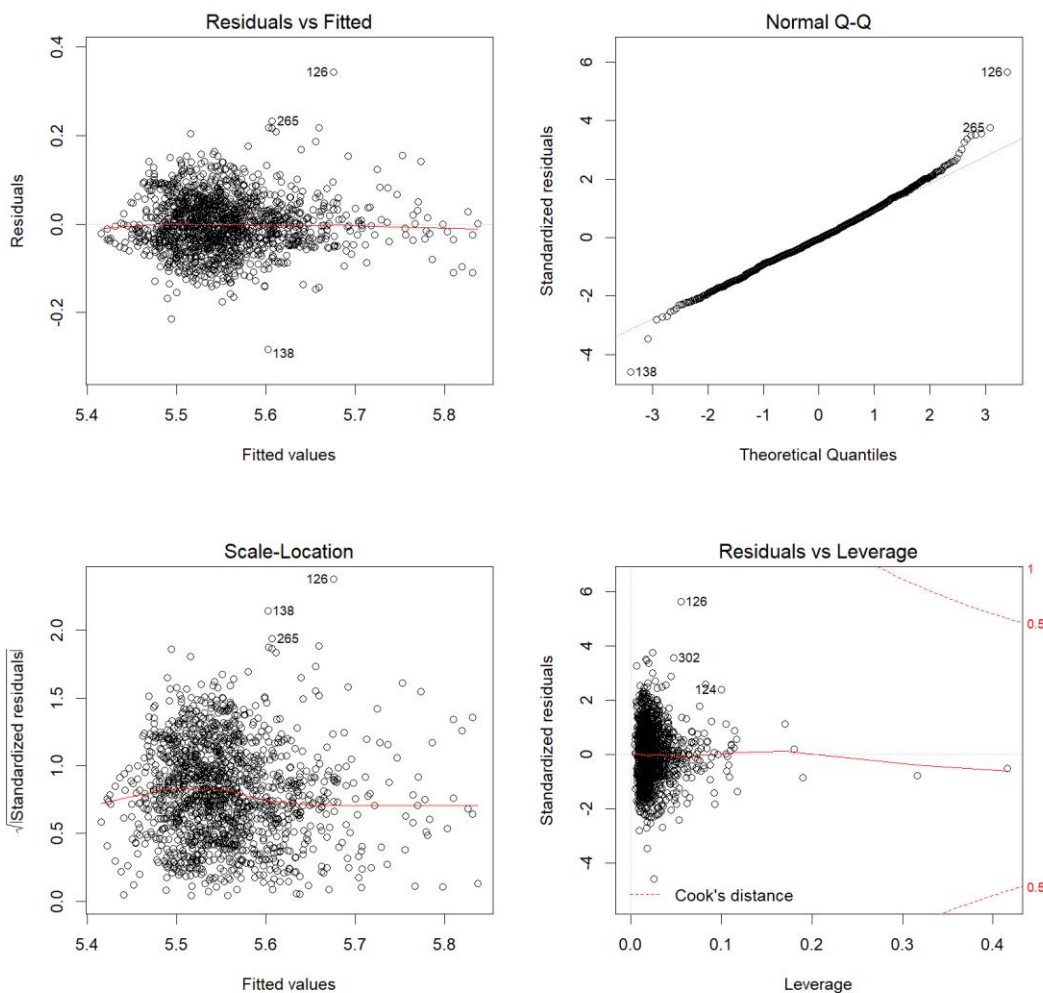 Residuals vs Fitted
0.4
0.2
0.0
-0.2
Residuals
126
265
138
5.4 5.5 5.6 5.7 5.8
Fitted values
Normal Q-Q
6
4
2
0
-2
-4
Standardized residuals
126
265
138
-3 -2 -1 0 1 2 3
Theoretical Quantiles
Scale-Location
2.0
1.5
1.0
0.5
0.0
√|Standardized residuals|
126
138
265
5.4 5.5 5.6 5.7 5.8
Fitted values
Residuals vs Leverage
6
4
2
0
-2
-4
Standardized residuals
126
302
124
1
0.5
0.5
Cook's distance
0.0 0.1 0.2 0.3 0.4
Leverage